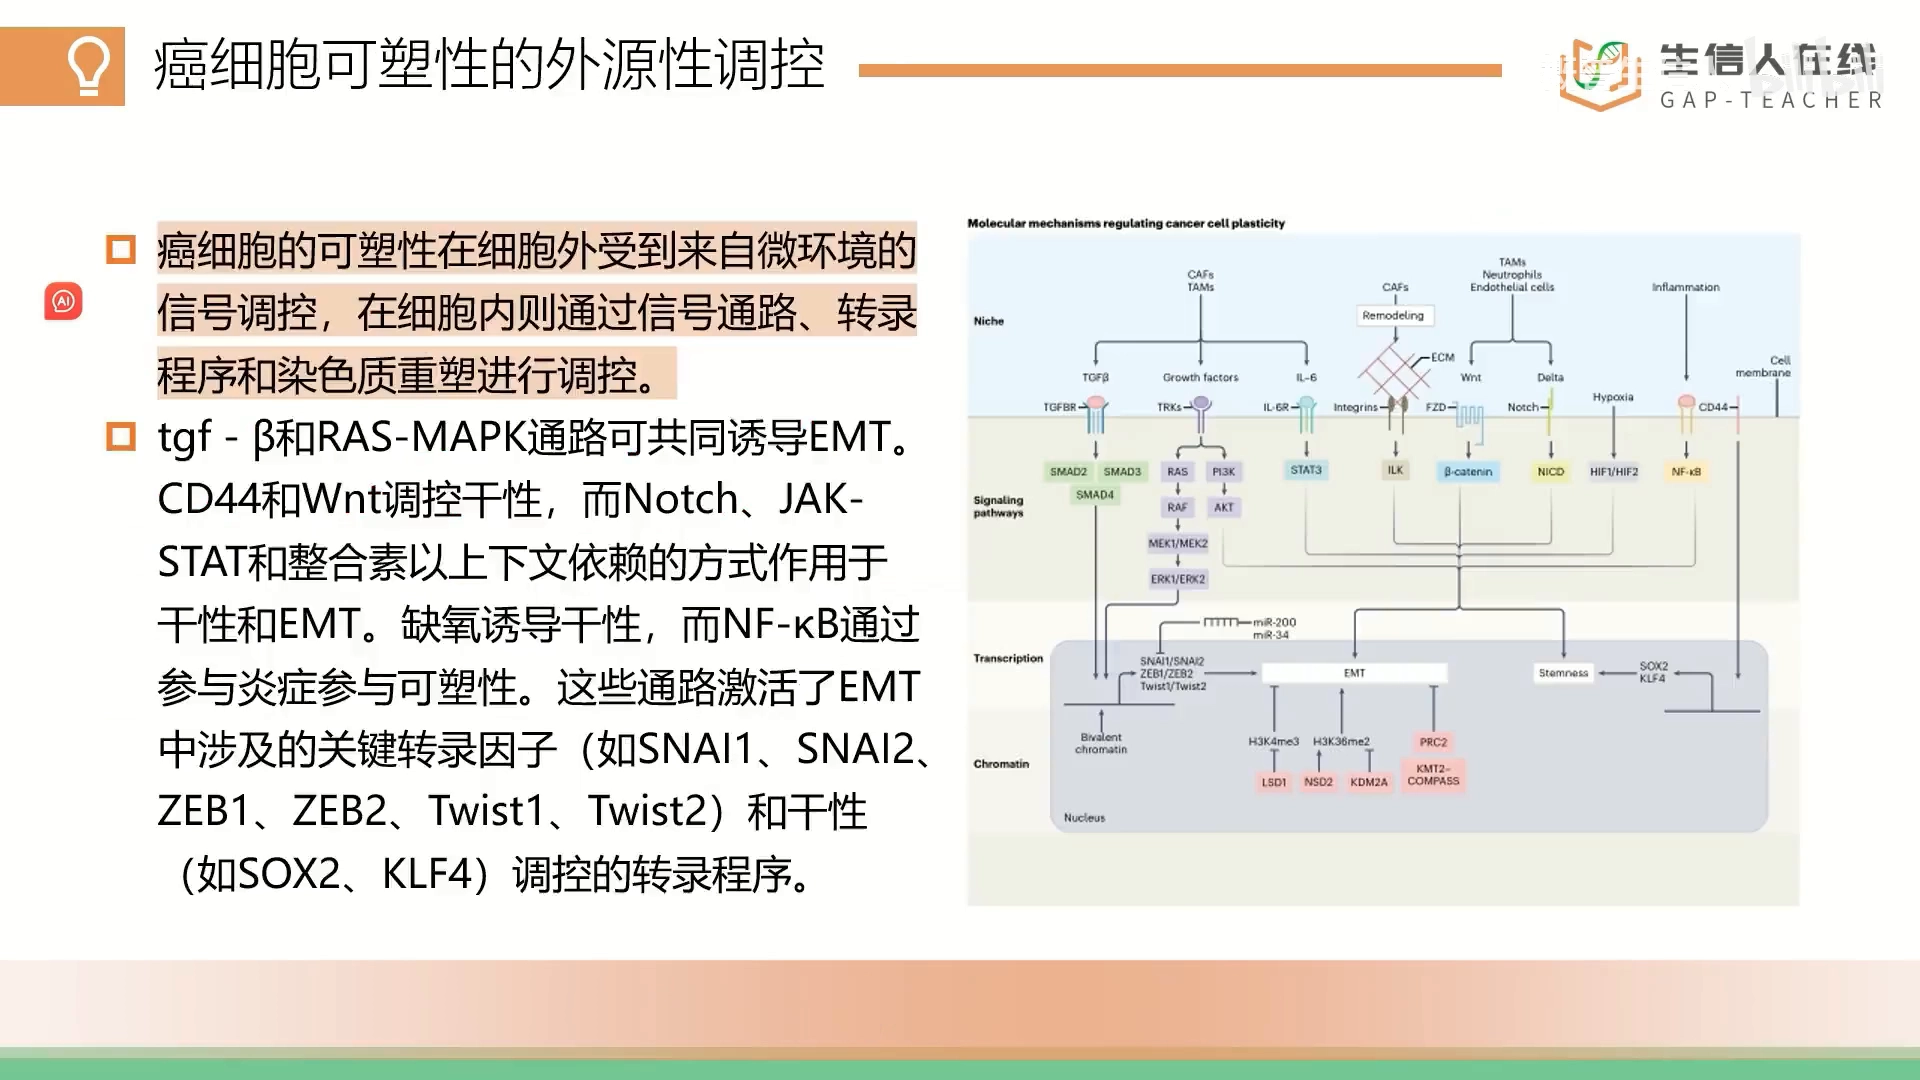 癌细胞可塑性的外源性调控
生信人在线
GAP-TEACHER
癌细胞的可塑性在细胞外受到来自微环境的
信号调控，在细胞内则通过信号通路、转录
程序和染色质重塑进行调控。
AI
tgf - β和RAS-MAPK通路可共同诱导EMT。
CD44和Wnt调控干性，而Notch、JAK-
STAT和整合素以上下文依赖的方式作用于
干性和EMT。缺氧诱导干性，而NF-κB通过
参与炎症参与可塑性。这些通路激活了EMT
中涉及的关键转录因子（如SNAI1、SNAI2、
ZEB1、ZEB2、Twist1、Twist2）和干性
（如SOX2、KLF4）调控的转录程序。
Molecular mechanisms regulating cancer cell plasticity
Niche
CAFs
TAMs
CAFs
Remodeling
TAMs
Neutrophils
Endothelial cells
Inflammation
ECM
Cell
membrane
TGFβ
Growth factors
IL-6
Wnt
Delta
Hypoxia
TGFBR
TRKs
IL-6R
Integrins
FZD
Notch
CD44
Signaling
pathways
SMAD2
SMAD3
SMAD4
RAS
PI3K
STAT3
ILK
β-catenin
NICD
HIF1/HIF2
NF-κB
RAF
AKT
MEK1/MEK2
ERK1/ERK2
miR-200
miR-34
Transcription
SNAI1/SNAI2
ZEB1/ZEB2
Twist1/Twist2
EMT
Stemness
SOX2
KLF4
Bivalent
chromatin
H3K4me3
H3K36me2
PRC2
Chromatin
LSD1
NSD2
KDM2A
KMT2-
COMPASS
Nucleus